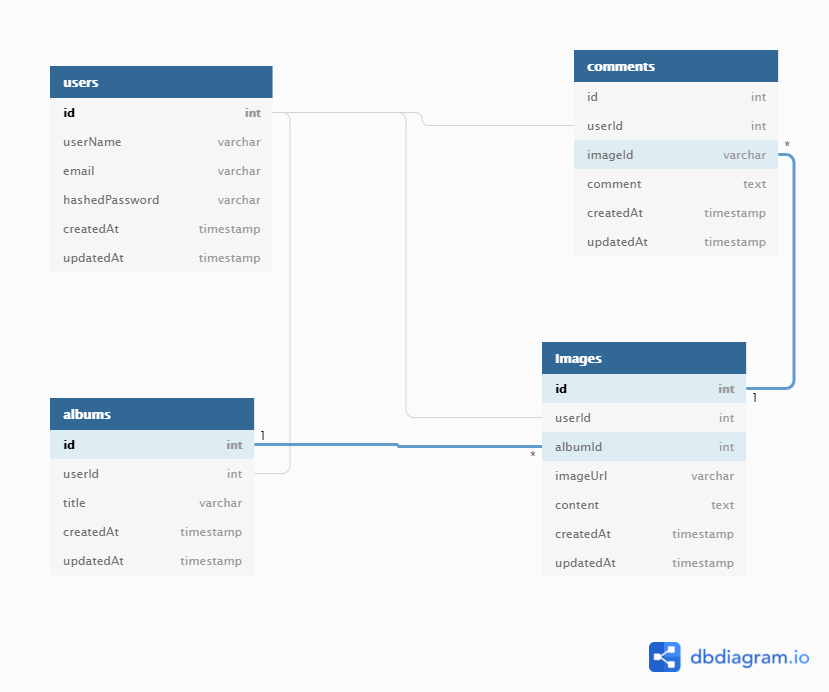 users
id int
userName varchar
email varchar
hashedPassword varchar
createdAt timestamp
updatedAt timestamp
comments
id int
userId int
imageId varchar
comment text
createdAt timestamp
updatedAt timestamp
*
1
albums
id int
userId int
title varchar
createdAt timestamp
updatedAt timestamp
1
*
Images
id int
userId int
albumId int
imageUrl varchar
content text
createdAt timestamp
updatedAt timestamp
dbdiagram.io